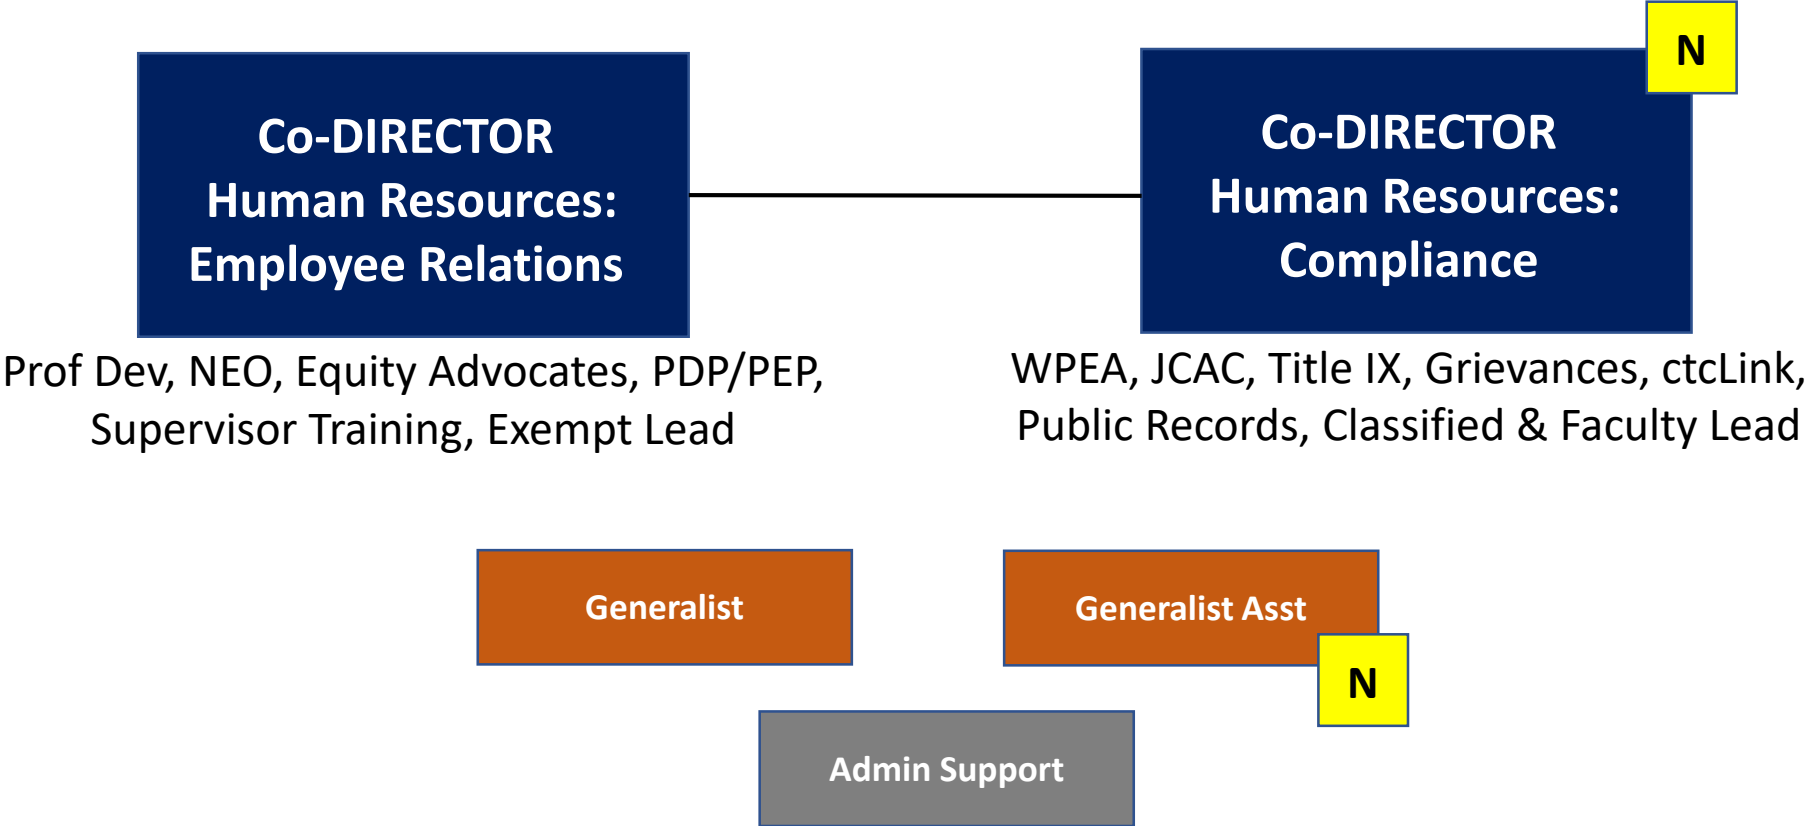 N
Co-DIRECTOR
Human Resources:
Employee Relations
Co-DIRECTOR
Human Resources:
Compliance
Prof Dev, NEO, Equity Advocates, PDP/PEP,
Supervisor Training, Exempt Lead
WPEA, JCAC, Title IX, Grievances, ctcLink,
Public Records, Classified & Faculty Lead
Generalist
Generalist Asst
N
Admin Support